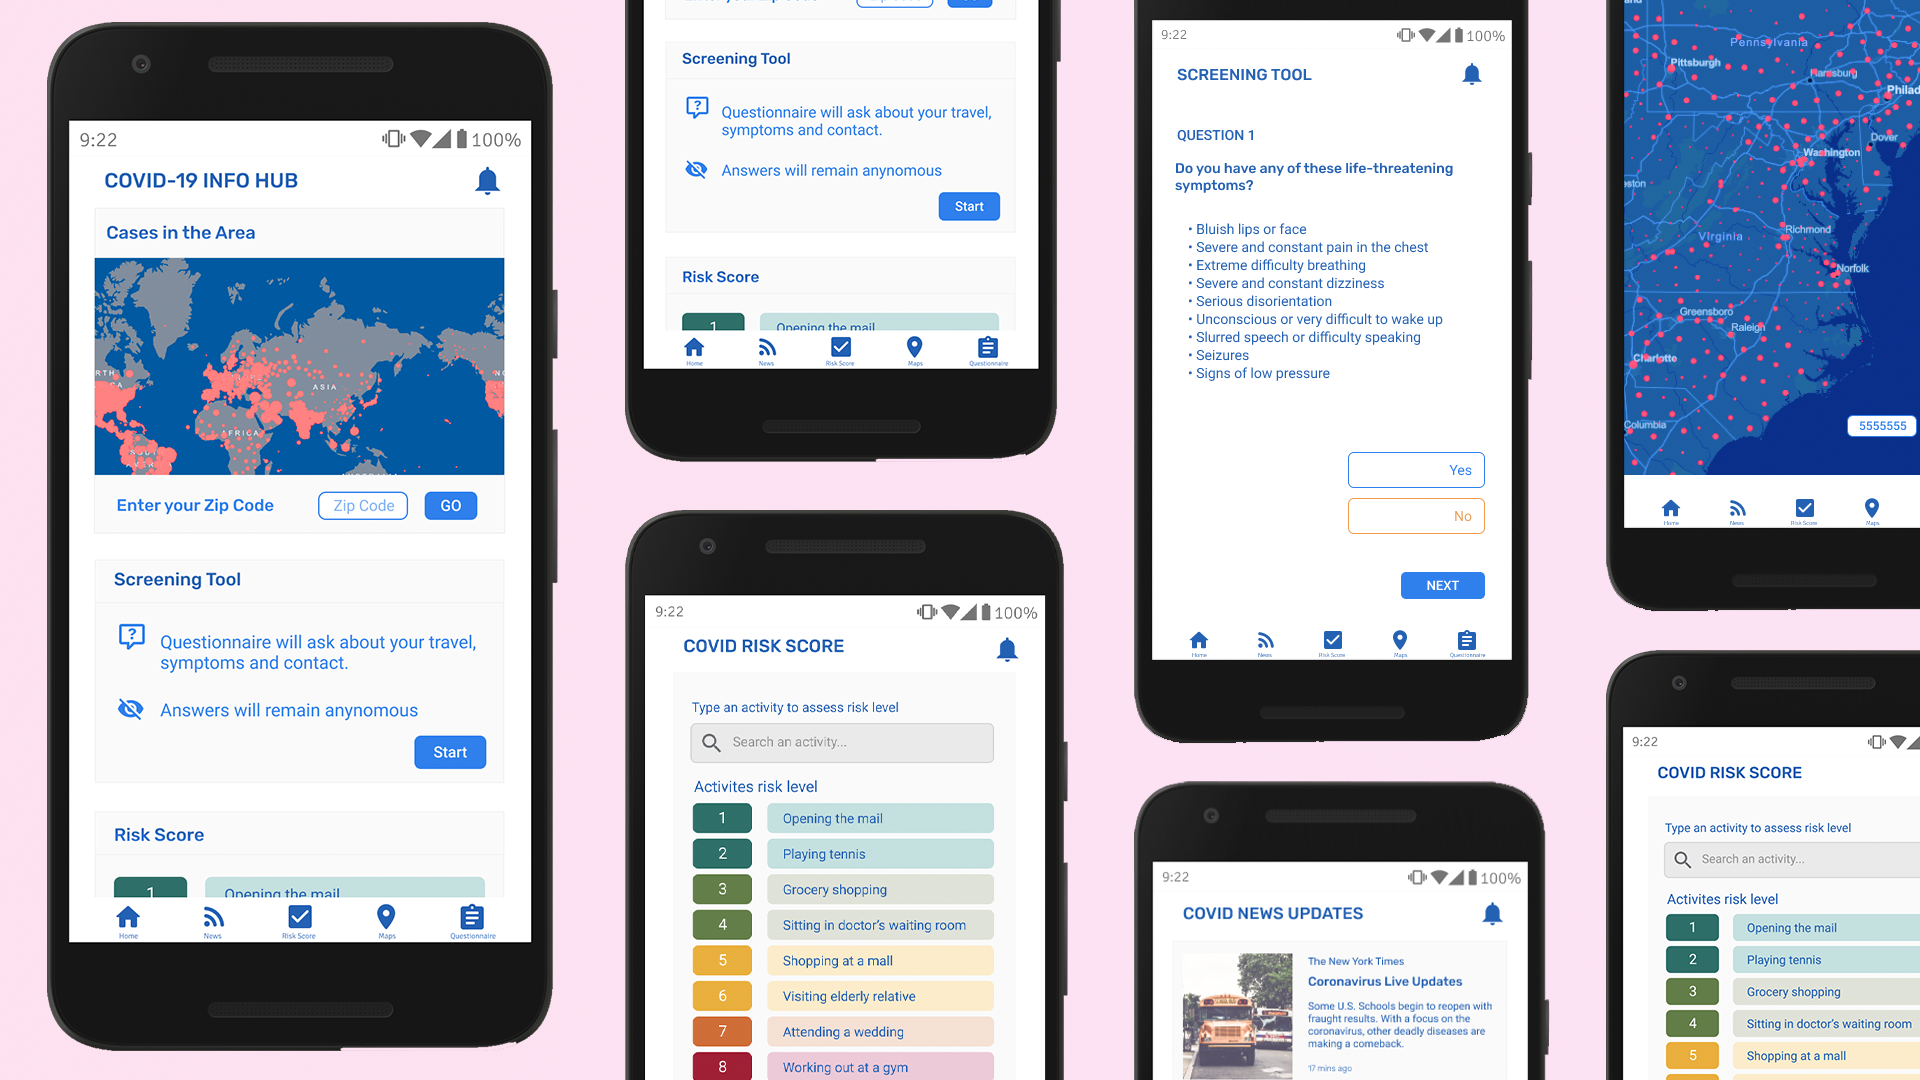 9:22
100%
COVID-19 INFO HUB
Cases in the Area
ASIA
AFRICA
Enter your Zip Code
Zip Code
GO
Screening Tool
Questionnaire will ask about your travel,
symptoms and contact.
Answers will remain anynomous
Start
Risk Score
1
Opening the mail
Home
News
Risk Score
Maps
Questionnaire
Screening Tool
Questionnaire will ask about your travel,
symptoms and contact.
Answers will remain anynomous
Start
Risk Score
1
Opening the mail
Home
News
Risk Score
Maps
Questionnaire
9:22
100%
COVID RISK SCORE
Type an activity to assess risk level
Search an activity...
Activites risk level
1 Opening the mail
2 Playing tennis
3 Grocery shopping
4 Sitting in doctor's waiting room
5 Shopping at a mall
6 Visiting elderly relative
7 Attending a wedding
8 Working out at a gym
9:22
100%
SCREENING TOOL
QUESTION 1
Do you have any of these life-threatening
symptoms?
• Bluish lips or face
• Severe and constant pain in the chest
• Extreme difficulty breathing
• Severe and constant dizziness
• Serious disorientation
• Unconscious or very difficult to wake up
• Slurred speech or difficulty speaking
• Seizures
• Signs of low pressure
Yes
No
NEXT
Home
News
Risk Score
Maps
Questionnaire
9:22
100%
COVID NEWS UPDATES
The New York Times
Coronavirus Live Updates
Some U.S. Schools begin to reopen with
fraught results. With a focus on the
coronavirus, other deadly diseases are
making a comeback.
17 mins ago
Pennsylvania
Pittsburgh
Harrisburg
Philad
Dover
Washington
Virginia
Richmond
Norfolk
Greensboro
Raleigh
Charlotte
Columbia
5555555
Home
News
Risk Score
Maps
9:22
COVID RISK SCORE
Type an activity to assess risk level
Search an activity...
Activites risk level
1 Opening the mail
2 Playing tennis
3 Grocery shopping
4 Sitting in doctor's waiting room
5 Shopping at a mall